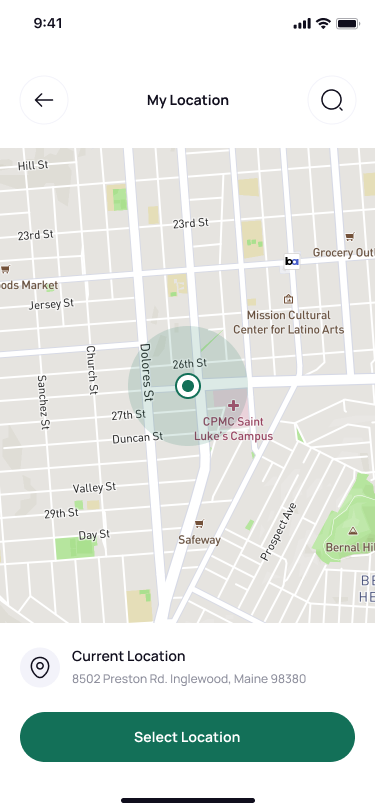 9:41
My Location
Hill St
23rd St
23rd St
ba
Grocery Outl
ods Market
Jersey St
Mission Cultural
Center for Latino Arts
Church St
Dolores St
26th St
Sanchez St
27th St
CPMC Saint
Luke's Campus
Duncan St
Valley St
29th St
Prospect Ave
Day St
Safeway
Bernal Hil
BE
HE
Current Location
8502 Preston Rd. Inglewood, Maine 98380
Select Location